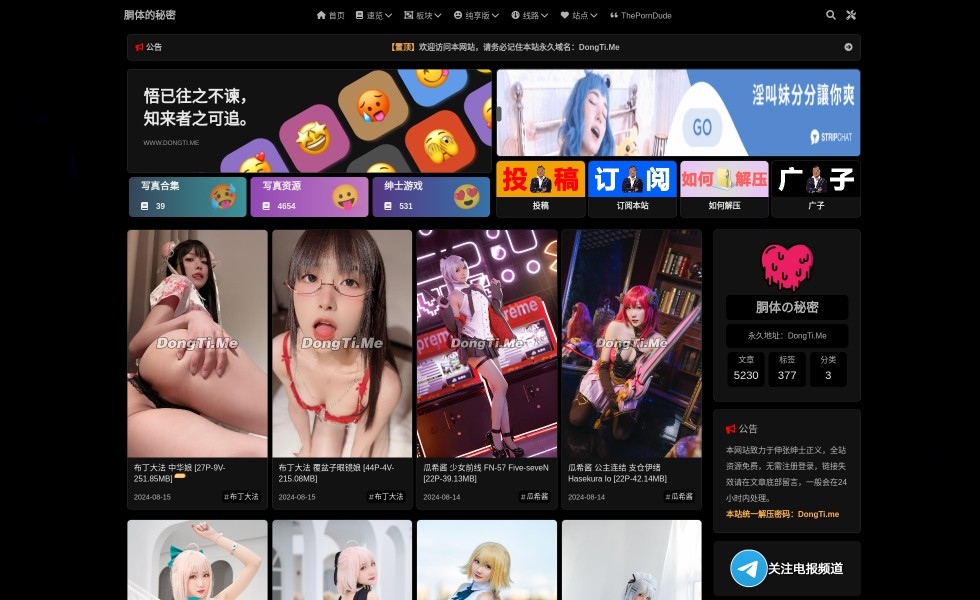 胴体的秘密
首页 速览 板块 纯享版 线路 站点 ThePornDude
公告
【置顶】欢迎访问本网站，请务必记住本站永久域名：DongTi.Me
悟已往之不谏，
知来者之可追。
WWW.DONGTI.ME
淫叫妹分分讓你爽
GO
STRIPCHAT
写真合集
39
写真资源
4654
绅士游戏
531
投稿
订阅
如何解压
广子
投稿
订阅本站
如何解压
广子
DongTi.Me
DongTi.Me
DongTi.Me
DongTi.Me
布丁大法 中华娘 [27P-9V-
251.85MB]
2024-08-15
#布丁大法
布丁大法 覆盆子眼镜娘 [44P-4V-
215.08MB]
2024-08-15
#布丁大法
瓜希酱 少女前线 FN-57 Five-seveN
[22P-39.13MB]
2024-08-14
#瓜希酱
瓜希酱 公主连结 支仓伊绪
Hasekura Io [22P-42.14MB]
2024-08-14
#瓜希酱
胴体の秘密
永久地址：DongTi.Me
文章 标签 分类
5230 377 3
公告
本网站致力于伸张绅士正义，全站
资源免费，无需注册登录，链接失
效请在文章底部留言，一般会在24
小时内处理。
本站统一解压密码：DongTi.me
关注电报频道